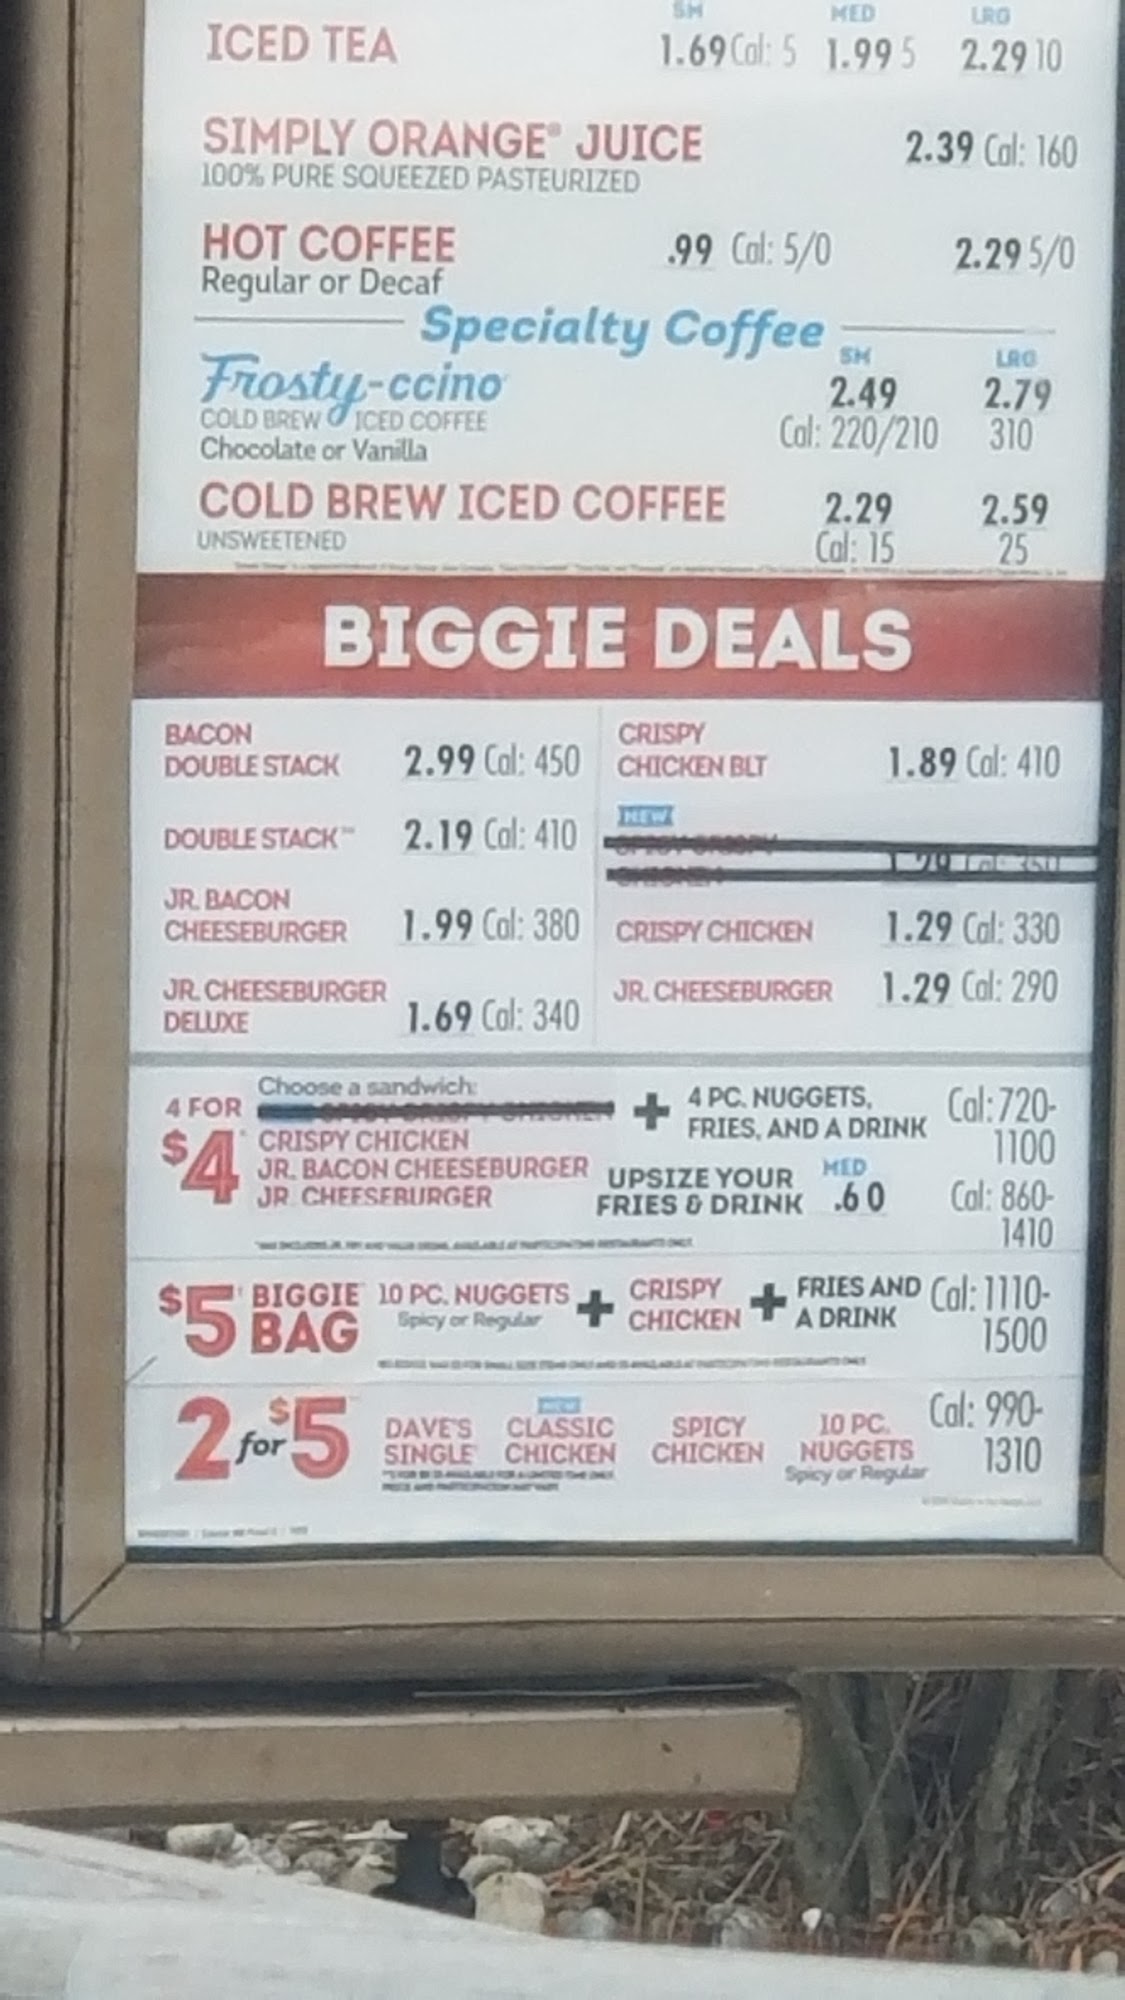 SM MED LRG
ICED TEA 1.69 Cal: 5 1.99 5 2.29 10
SIMPLY ORANGE® JUICE 2.39 Cal: 160
100% PURE SQUEEZED PASTEURIZED
HOT COFFEE .99 Cal: 5/0 2.29 5/0
Regular or Decaf
Specialty Coffee
SM LRG
Frosty-ccino 2.49 2.79
COLD BREW ICED COFFEE Cal: 220/210 310
Chocolate or Vanilla
COLD BREW ICED COFFEE 2.29 2.59
UNSWEETENED Cal: 15 25
BIGGIE DEALS
BACON
DOUBLE STACK 2.99 Cal: 450
DOUBLE STACK™ 2.19 Cal: 410
JR. BACON
CHEESEBURGER 1.99 Cal: 380
JR. CHEESEBURGER
DELUXE 1.69 Cal: 340
CRISPY
CHICKEN BLT 1.89 Cal: 410
NEW
SPICY CRISPY
CHICKEN
CRISPY CHICKEN 1.29 Cal: 330
JR. CHEESEBURGER 1.29 Cal: 290
4 FOR
$4
Choose a sandwich:
SPICY CRISPY CHICKEN
CRISPY CHICKEN
JR. BACON CHEESEBURGER
JR. CHEESEBURGER
+ 4 PC. NUGGETS,
FRIES, AND A DRINK
Cal: 720-
1100
UPSIZE YOUR MED
FRIES & DRINK .60
Cal: 860-
1410
$5 BIGGIE
BAG
10 PC. NUGGETS
Spicy or Regular
+ CRISPY
CHICKEN
+ FRIES AND
A DRINK
Cal: 1110-
1500
2 for $5
DAVE'S
SINGLE
NEW
CLASSIC
CHICKEN
SPICY
CHICKEN
10 PC.
NUGGETS
Spicy or Regular
Cal: 990-
1310